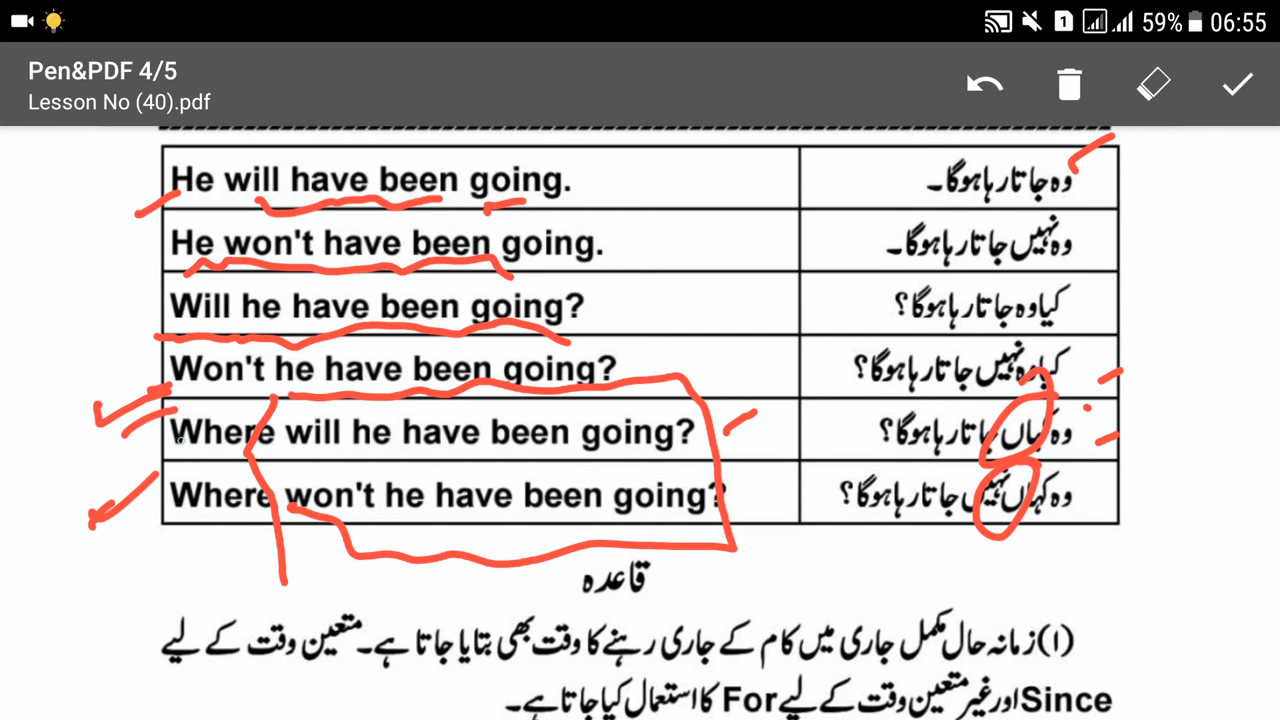 1 59% 06:55
Pen&PDF 4/5
Lesson No (40).pdf
He will have been going. وہ جاتا رہا ہوگا۔
He won't have been going. وہ نہیں جاتا رہا ہوگا۔
Will he have been going? کیا وہ جاتا رہا ہوگا؟
Won't he have been going? کیا وہ نہیں جاتا رہا ہوگا؟
Where will he have been going? وہ کہاں جاتا رہا ہوگا؟
Where won't he have been going? وہ کہاں نہیں جاتا رہا ہوگا؟
قاعدہ
(۱) زمانہ حال مکمل جاری میں کام کے جاری رہنے کا وقت بھی بتایا جاتا ہے۔ متعین وقت کے لیے
Since اور غیر متعین وقت کے لیے For کا استعمال کیا جاتا ہے۔